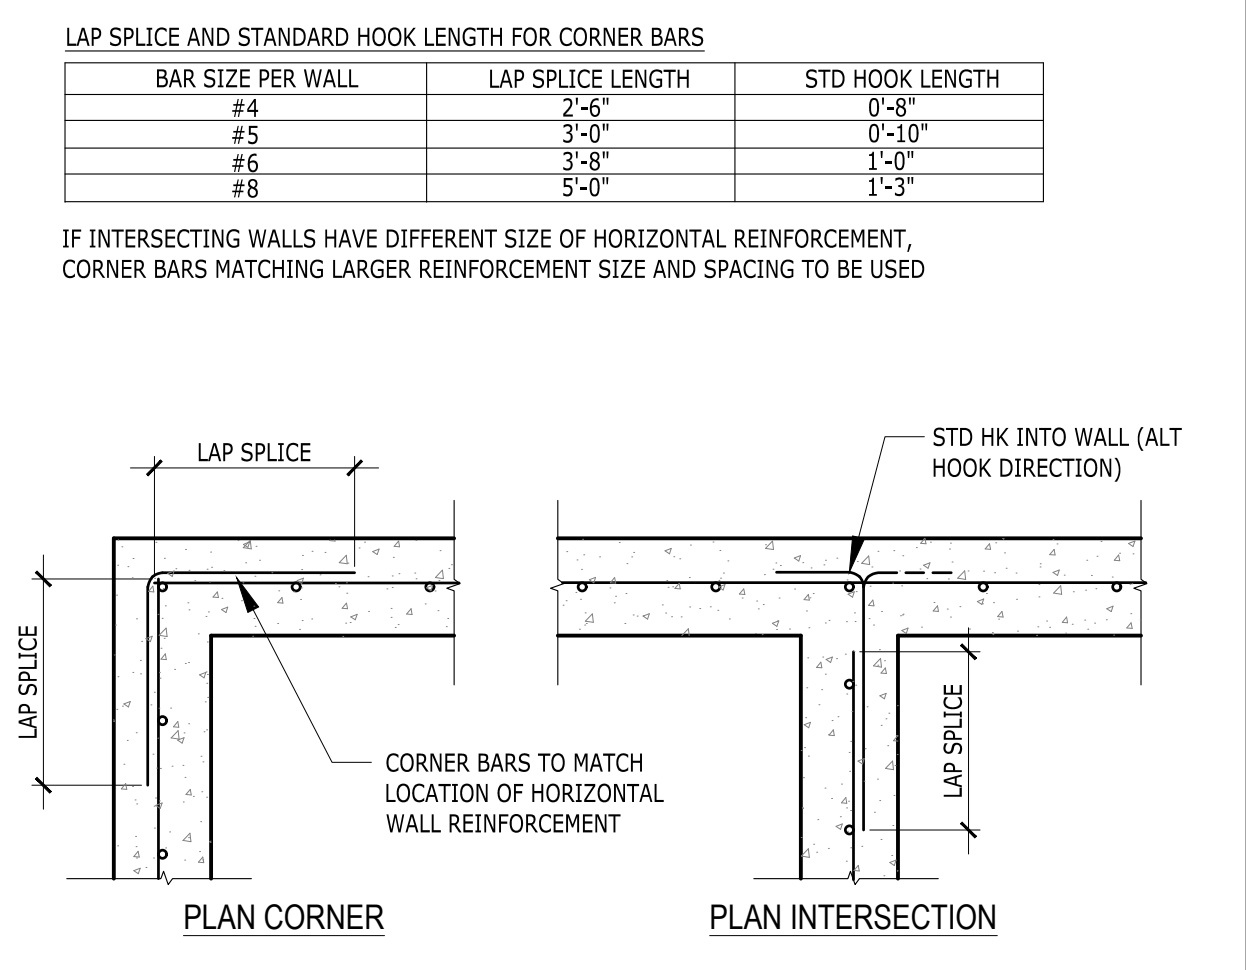 LAP SPLICE AND STANDARD HOOK LENGTH FOR CORNER BARS
BAR SIZE PER WALL LAP SPLICE LENGTH STD HOOK LENGTH
#4 2'-6" 0'-8"
#5 3'-0" 0'-10"
#6 3'-8" 1'-0"
#8 5'-0" 1'-3"
IF INTERSECTING WALLS HAVE DIFFERENT SIZE OF HORIZONTAL REINFORCEMENT,
CORNER BARS MATCHING LARGER REINFORCEMENT SIZE AND SPACING TO BE USED
LAP SPLICE
LAP SPLICE
CORNER BARS TO MATCH
LOCATION OF HORIZONTAL
WALL REINFORCEMENT
PLAN CORNER
STD HK INTO WALL (ALT
HOOK DIRECTION)
LAP SPLICE
PLAN INTERSECTION